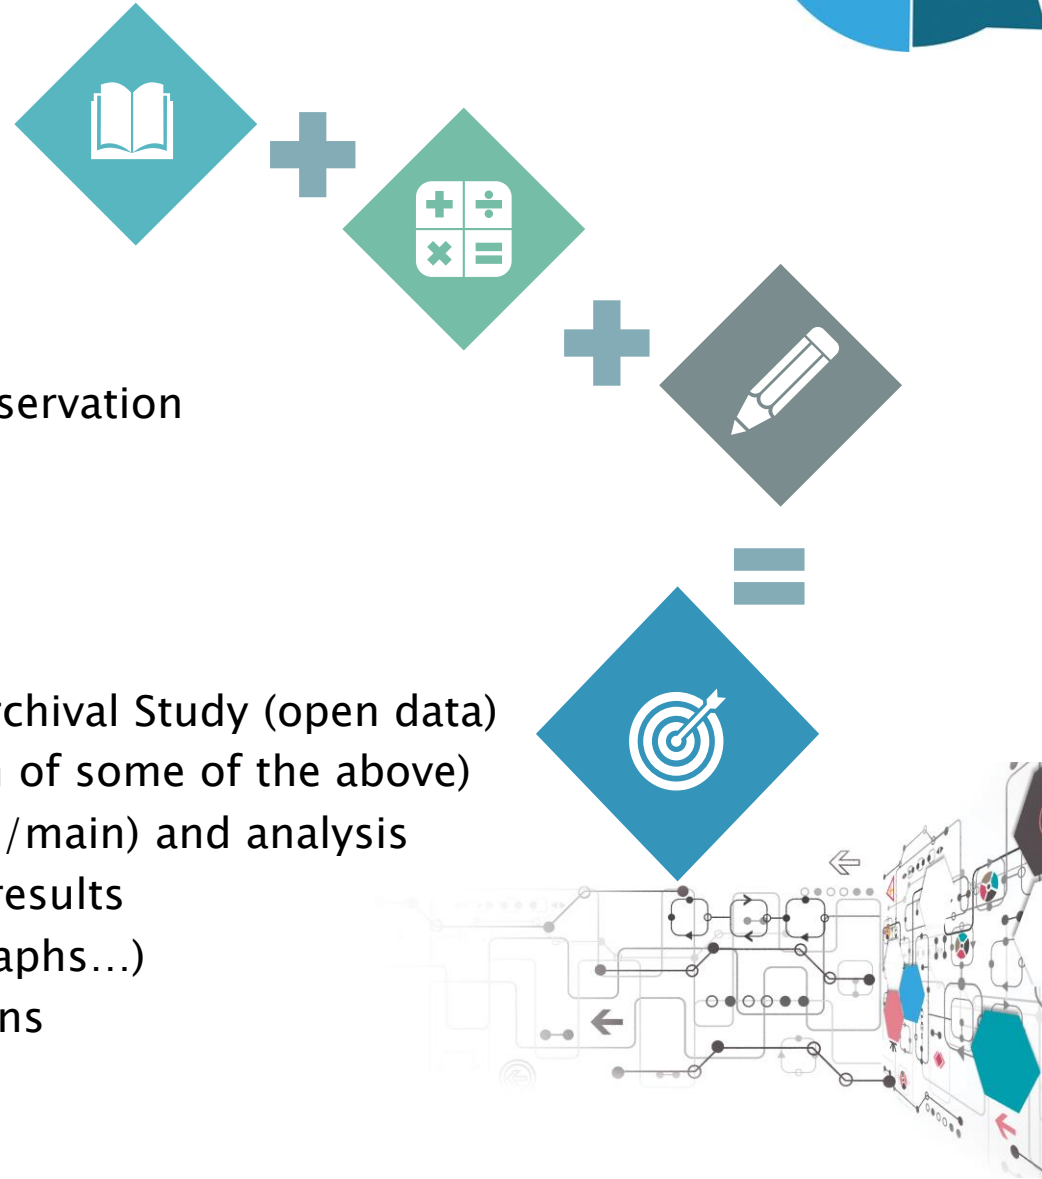 servation
rchival Study (open data)
of some of the above)
/main) and analysis
results
aphs…)
ns